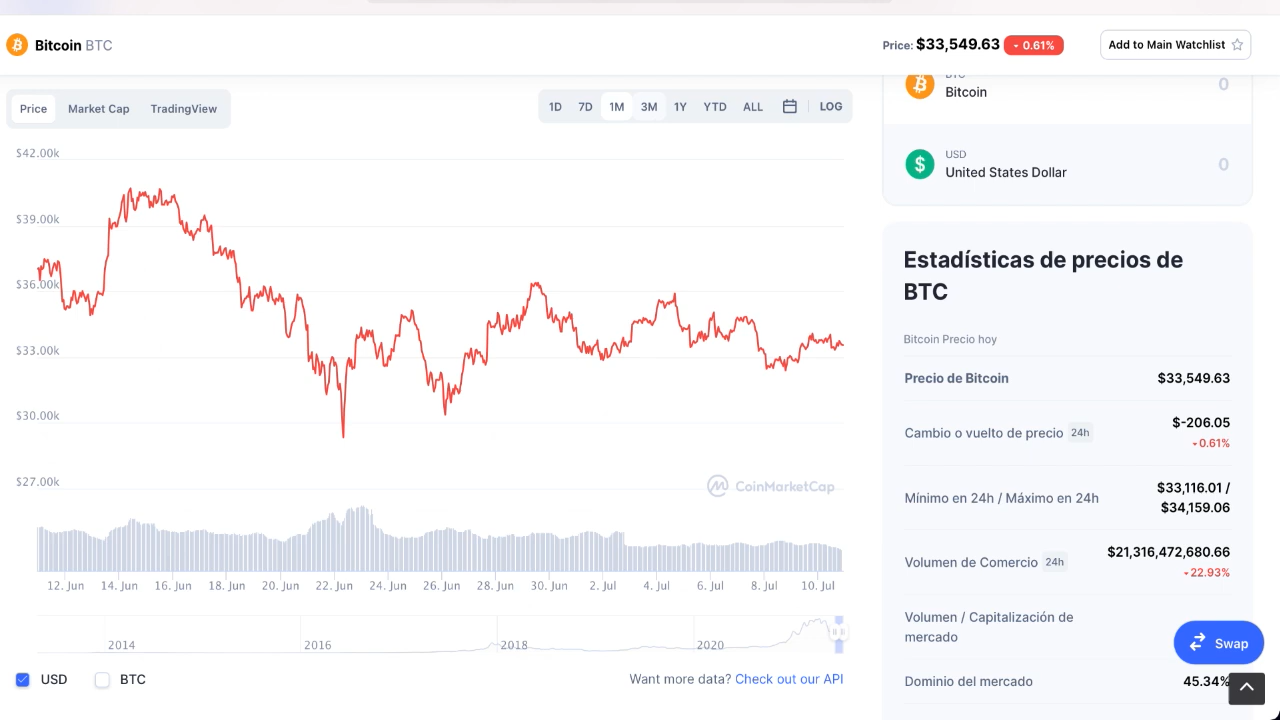 Bitcoin BTC
Price: $33,549.63 0.61%
Add to Main Watchlist
Price Market Cap TradingView
1D 7D 1M 3M 1Y YTD ALL LOG
$42.00k
$39.00k
$36.00k
$33.00k
$30.00k
$27.00k
CoinMarketCap
12. Jun 14. Jun 16. Jun 18. Jun 20. Jun 22. Jun 24. Jun 26. Jun 28. Jun 30. Jun 2. Jul 4. Jul 6. Jul 8. Jul 10. Jul
2014 2016 2018 2020
USD BTC
Want more data? Check out our API
BTC
Bitcoin 0
USD
United States Dollar 0
Estadísticas de precios de
BTC
Bitcoin Precio hoy
Precio de Bitcoin $33,549.63
Cambio o vuelto de precio 24h $-206.05
0.61%
Mínimo en 24h / Máximo en 24h $33,116.01 /
$34,159.06
Volumen de Comercio 24h $21,316,472,680.66
22.93%
Volumen / Capitalización de
mercado
Swap
Dominio del mercado 45.34%